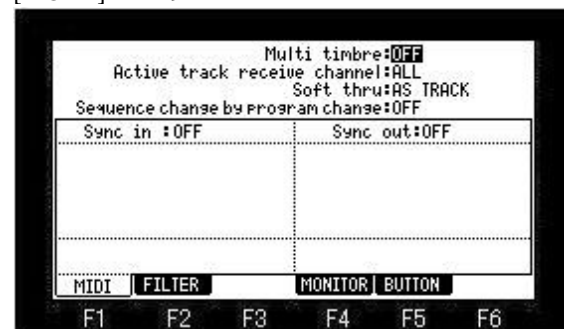 Multi timbre:OFF
Active track receive channel:ALL
Soft thru:AS TRACK
Sequence change by program change:OFF
Sync in :OFF
Sync out:OFF
MIDI FILTER MONITOR BUTTON
F1 F2 F3 F4 F5 F6